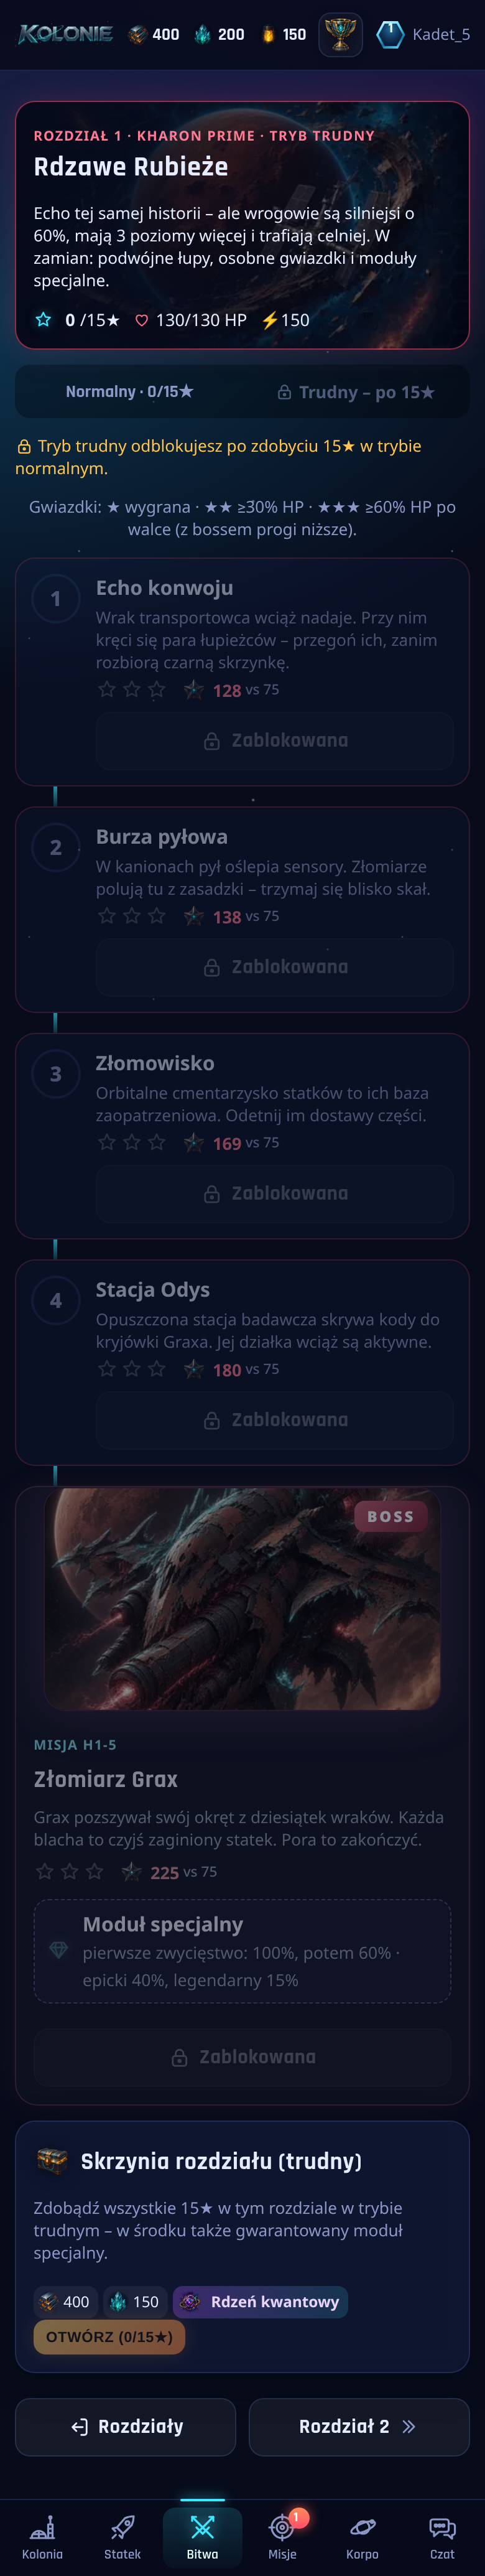 KOLONIE 400 200 150 1 Kadet_5
ROZDZIAŁ 1 · KHARON PRIME · TRYB TRUDNY
Rdzawe Rubieże
Echo tej samej historii – ale wrogowie są silniejsi o
60%, mają 3 poziomy więcej i trafiają celniej. W
zamian: podwójne łupy, osobne gwiazdki i moduły
specjalne.
0 /15★ 130/130 HP ⚡150
Normalny · 0/15★ Trudny – po 15★
Tryb trudny odblokujesz po zdobyciu 15★ w trybie
normalnym.
Gwiazdki: ★ wygrana · ★★ ≥30% HP · ★★★ ≥60% HP po
walce (z bossem progi niższe).
1 Echo konwoju
Wrak transportowca wciąż nadaje. Przy nim
kręci się para łupieżców – przegoń ich, zanim
rozbiorą czarną skrzynkę.
128 vs 75
Zablokowana
2 Burza pyłowa
W kanionach pył oślepia sensory. Złomiarze
polują tu z zasadzki – trzymaj się blisko skał.
138 vs 75
Zablokowana
3 Złomowisko
Orbitalne cmentarzysko statków to ich baza
zaopatrzeniowa. Odetnij im dostawy części.
169 vs 75
Zablokowana
4 Stacja Odys
Opuszczona stacja badawcza skrywa kody do
kryjówki Graxa. Jej działka wciąż są aktywne.
180 vs 75
Zablokowana
BOSS
MISJA H1-5
Złomiarz Grax
Grax pozszywał swój okręt z dziesiątek wraków. Każda
blacha to czyjś zaginiony statek. Pora to zakończyć.
225 vs 75
Moduł specjalny
pierwsze zwycięstwo: 100%, potem 60% ·
epicki 40%, legendarny 15%
Zablokowana
Skrzynia rozdziału (trudny)
Zdobądź wszystkie 15★ w tym rozdziale w trybie
trudnym – w środku także gwarantowany moduł
specjalny.
400 150 Rdzeń kwantowy
OTWÓRZ (0/15★)
Rozdziały Rozdział 2
1
Kolonia Statek Bitwa Misje Korpo Czat